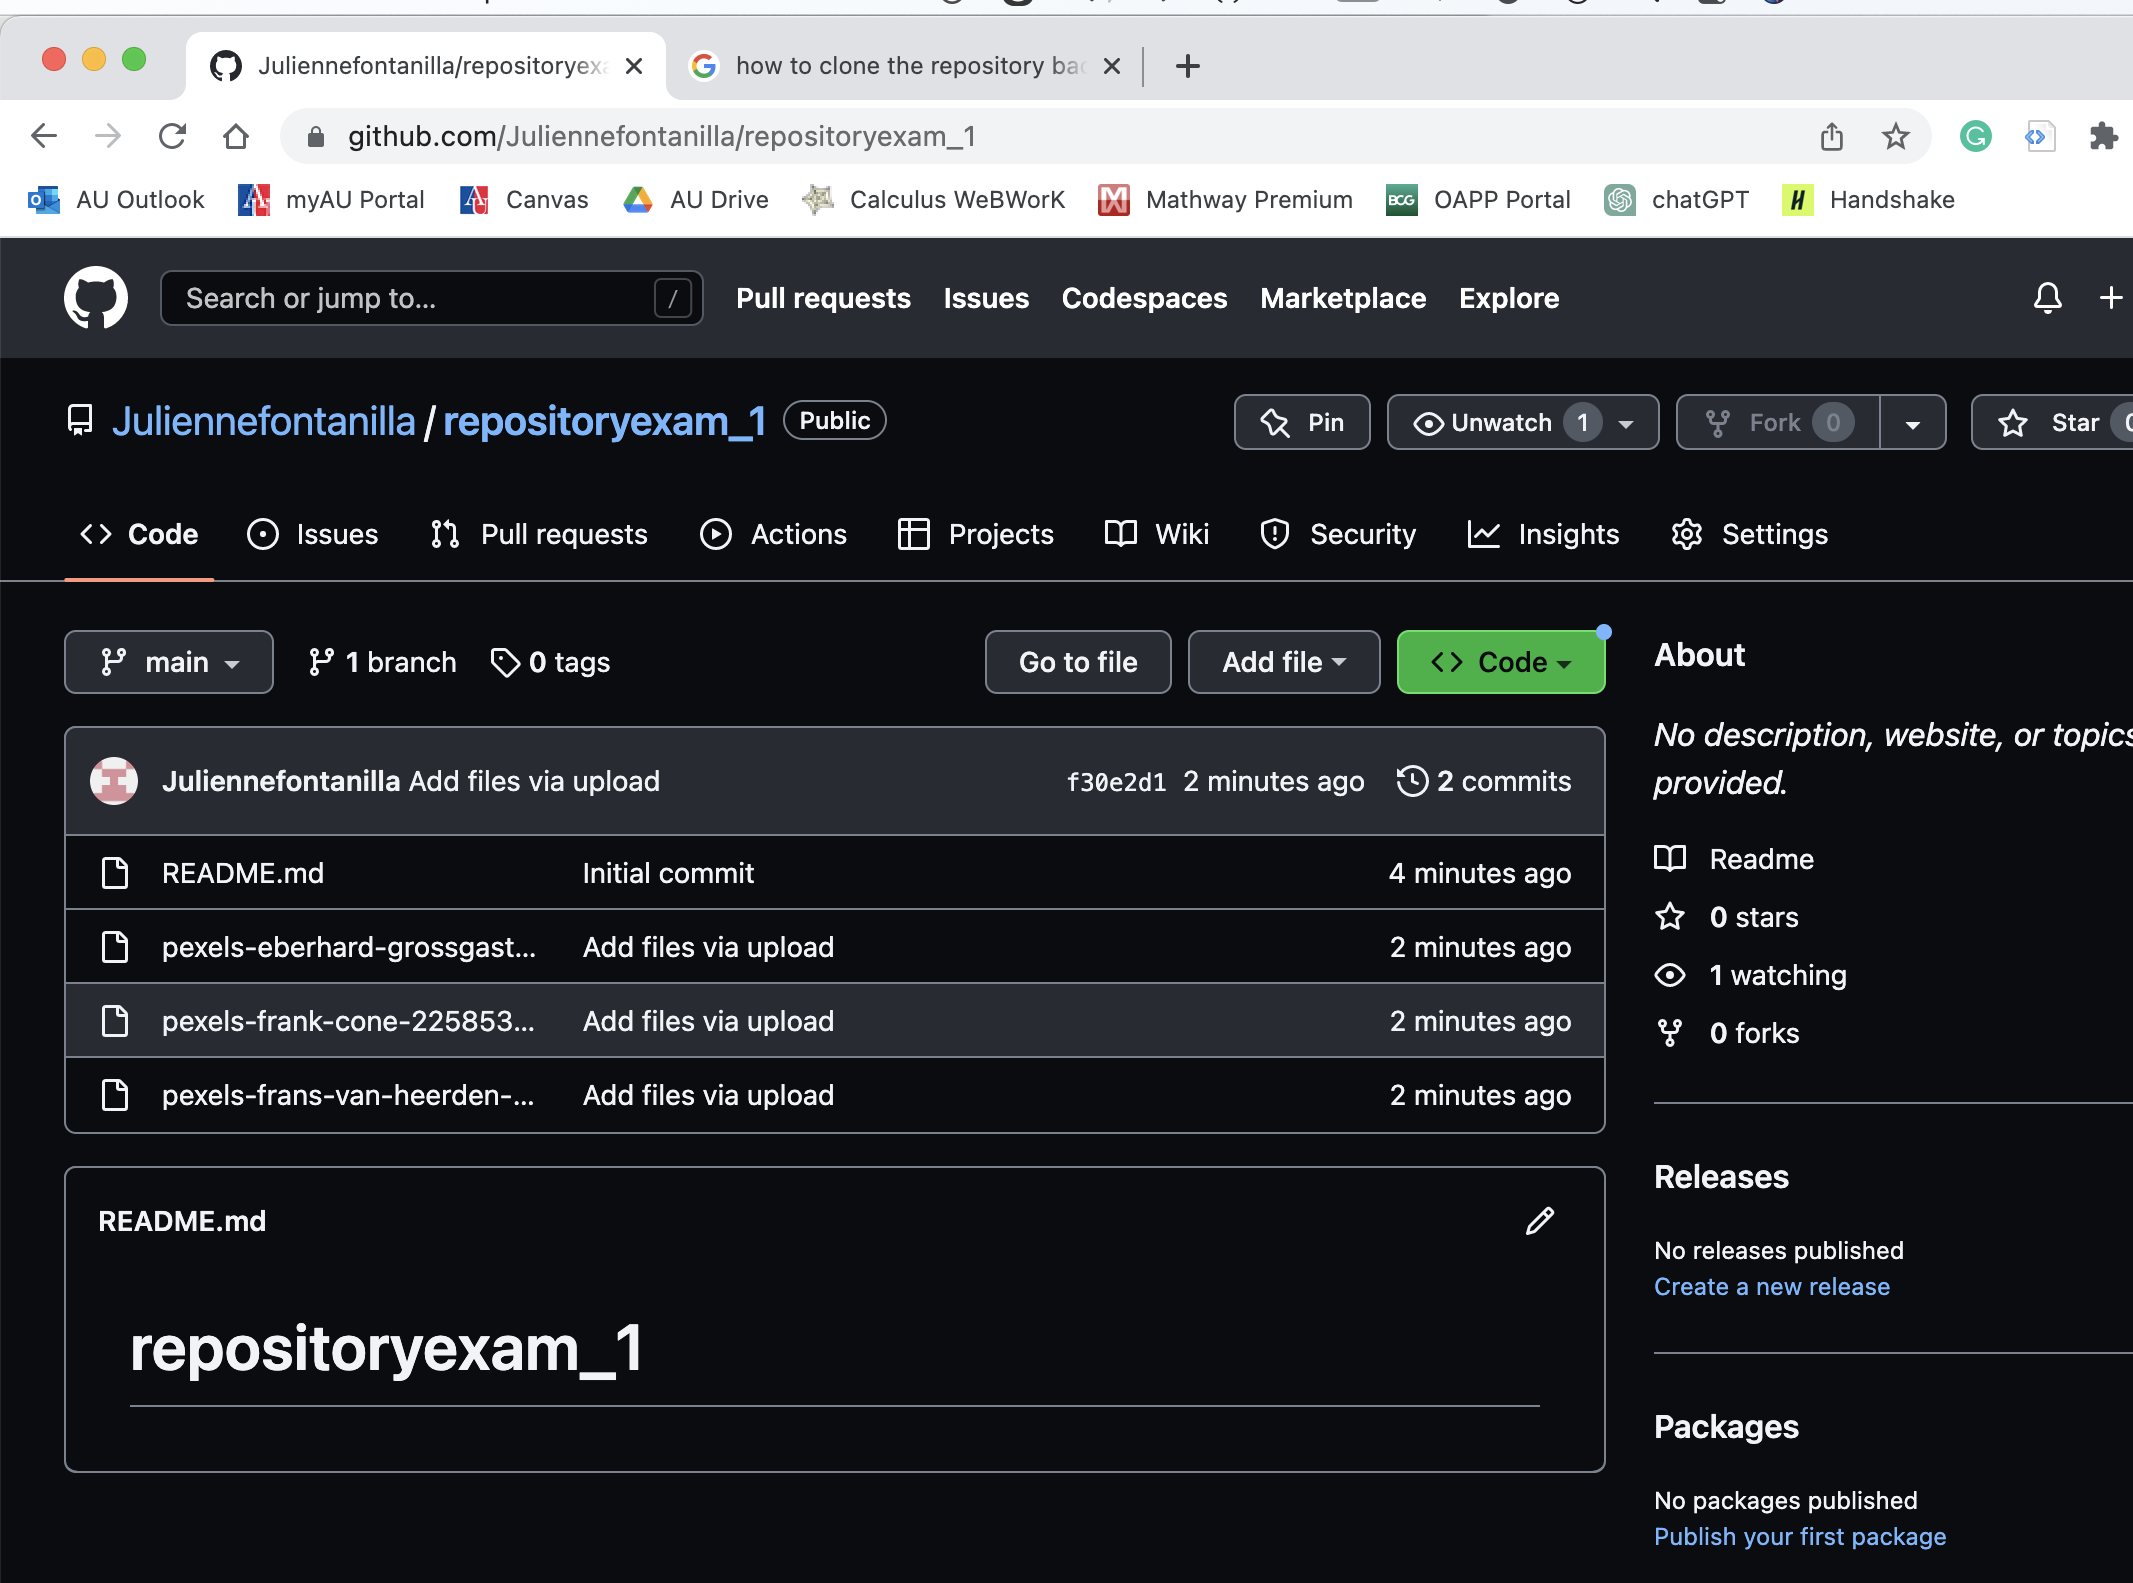 Juliennefontanilla/repositoryexa
how to clone the repository bac
github.com/Juliennefontanilla/repositoryexam_1
AU Outlook myAU Portal Canvas AU Drive Calculus WeBWorK Mathway Premium OAPP Portal chatGPT Handshake
Search or jump to... / Pull requests Issues Codespaces Marketplace Explore
Juliennefontanilla / repositoryexam_1 Public Pin Unwatch 1 Fork 0 Star 0
Code Issues Pull requests Actions Projects Wiki Security Insights Settings
main 1 branch 0 tags Go to file Add file Code
Juliennefontanilla Add files via upload f30e2d1 2 minutes ago 2 commits
README.md Initial commit 4 minutes ago
pexels-eberhard-grossgast... Add files via upload 2 minutes ago
pexels-frank-cone-225853... Add files via upload 2 minutes ago
pexels-frans-van-heerden-... Add files via upload 2 minutes ago
README.md
repositoryexam_1
About
No description, website, or topics
provided.
Readme
0 stars
1 watching
0 forks
Releases
No releases published
Create a new release
Packages
No packages published
Publish your first package